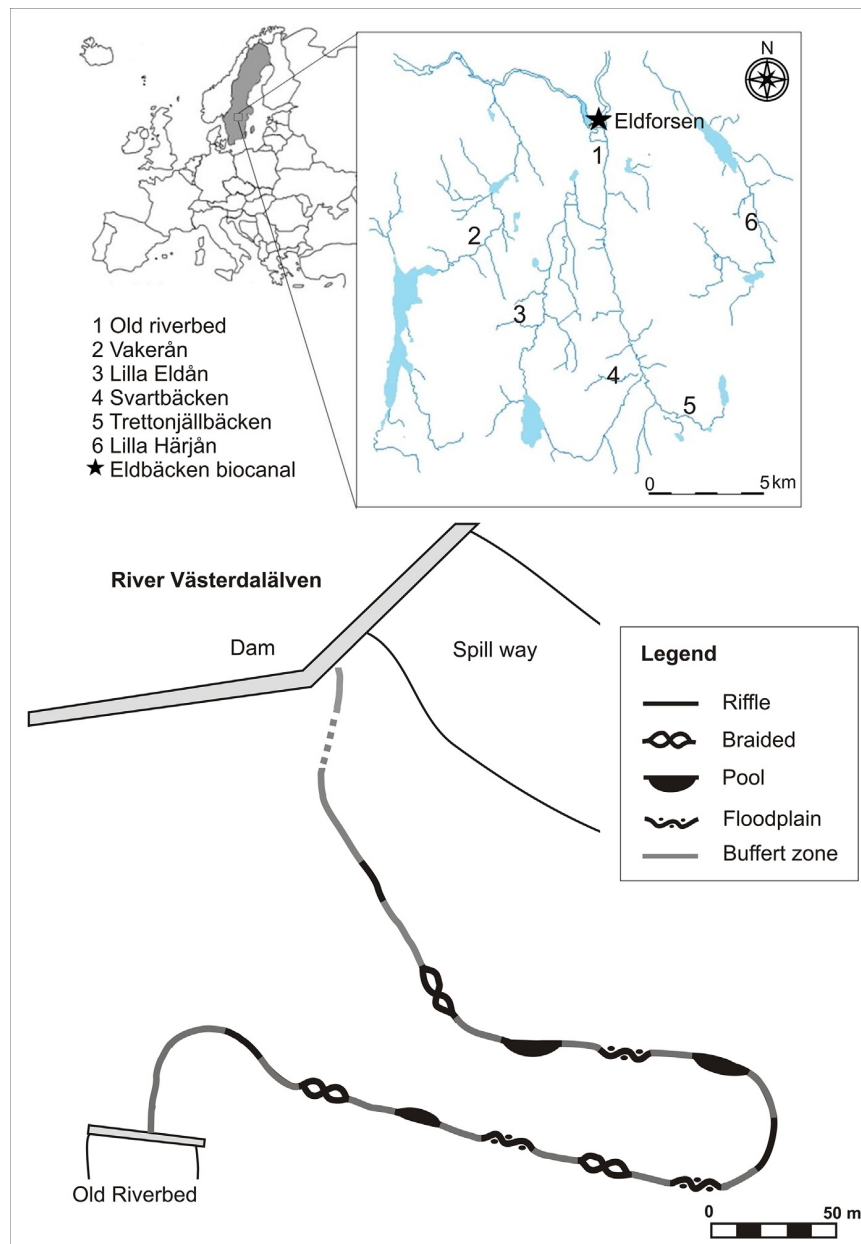 N
Eldforsen
1
2
3
4
5
6
0 5 km
1 Old riverbed
2 Vakerån
3 Lilla Eldån
4 Svartbäcken
5 Trettonjällbäcken
6 Lilla Härjån
Eldbäcken biocanal
River Västerdalälven
Dam
Spill way
Legend
Riffle
Braided
Pool
Floodplain
Buffert zone
Old Riverbed
0 50 m